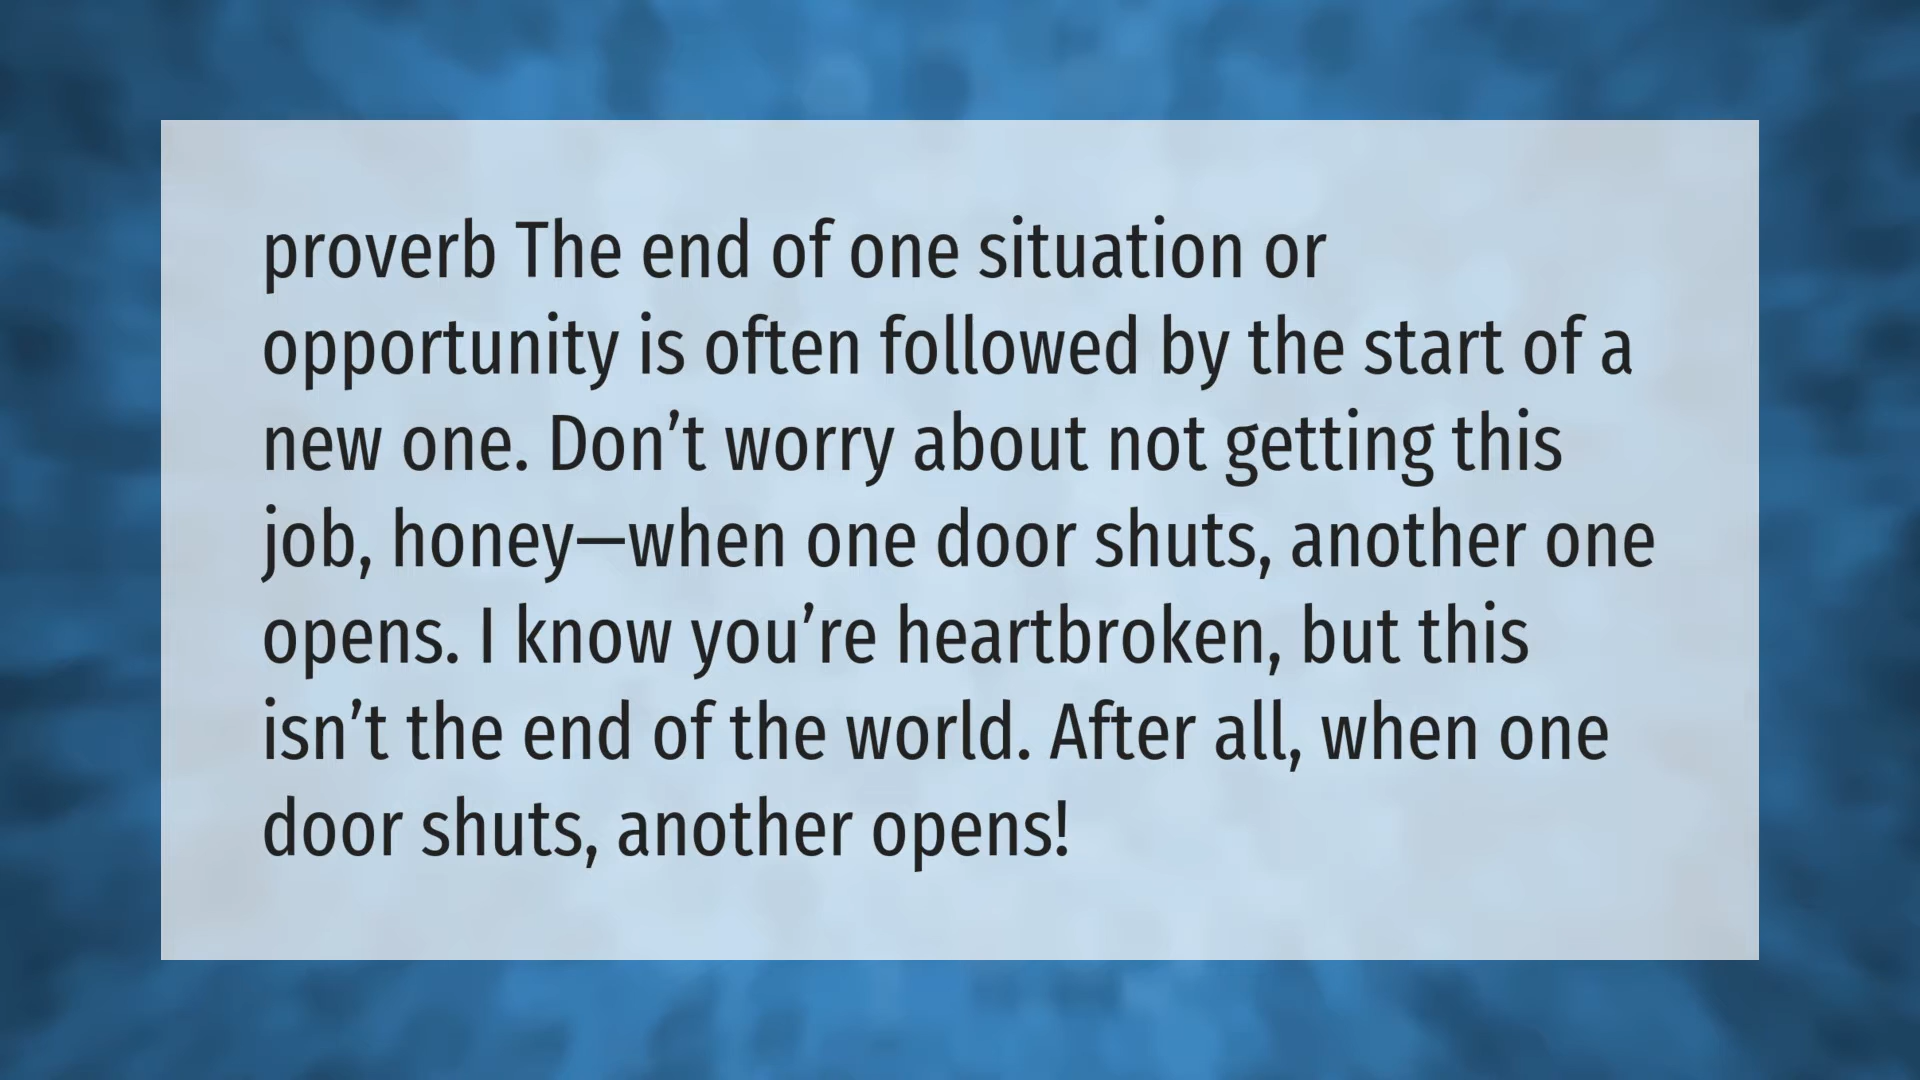 proverb The end of one situation or
opportunity is often followed by the start of a
new one. Don’t worry about not getting this
job, honey—when one door shuts, another one
opens. I know you’re heartbroken, but this
isn’t the end of the world. After all, when one
door shuts, another opens!